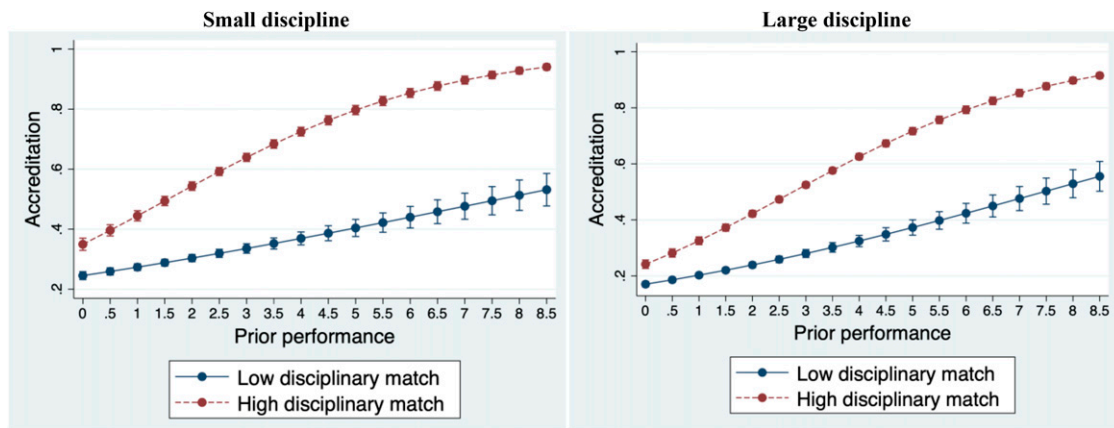 Small discipline
Accreditation
1
.8
.6
.4
.2
0 .5 1 1.5 2 2.5 3 3.5 4 4.5 5 5.5 6 6.5 7 7.5 8 8.5
Prior performance
Low disciplinary match
High disciplinary match
Large discipline
Accreditation
1
.8
.6
.4
.2
0 .5 1 1.5 2 2.5 3 3.5 4 4.5 5 5.5 6 6.5 7 7.5 8 8.5
Prior performance
Low disciplinary match
High disciplinary match